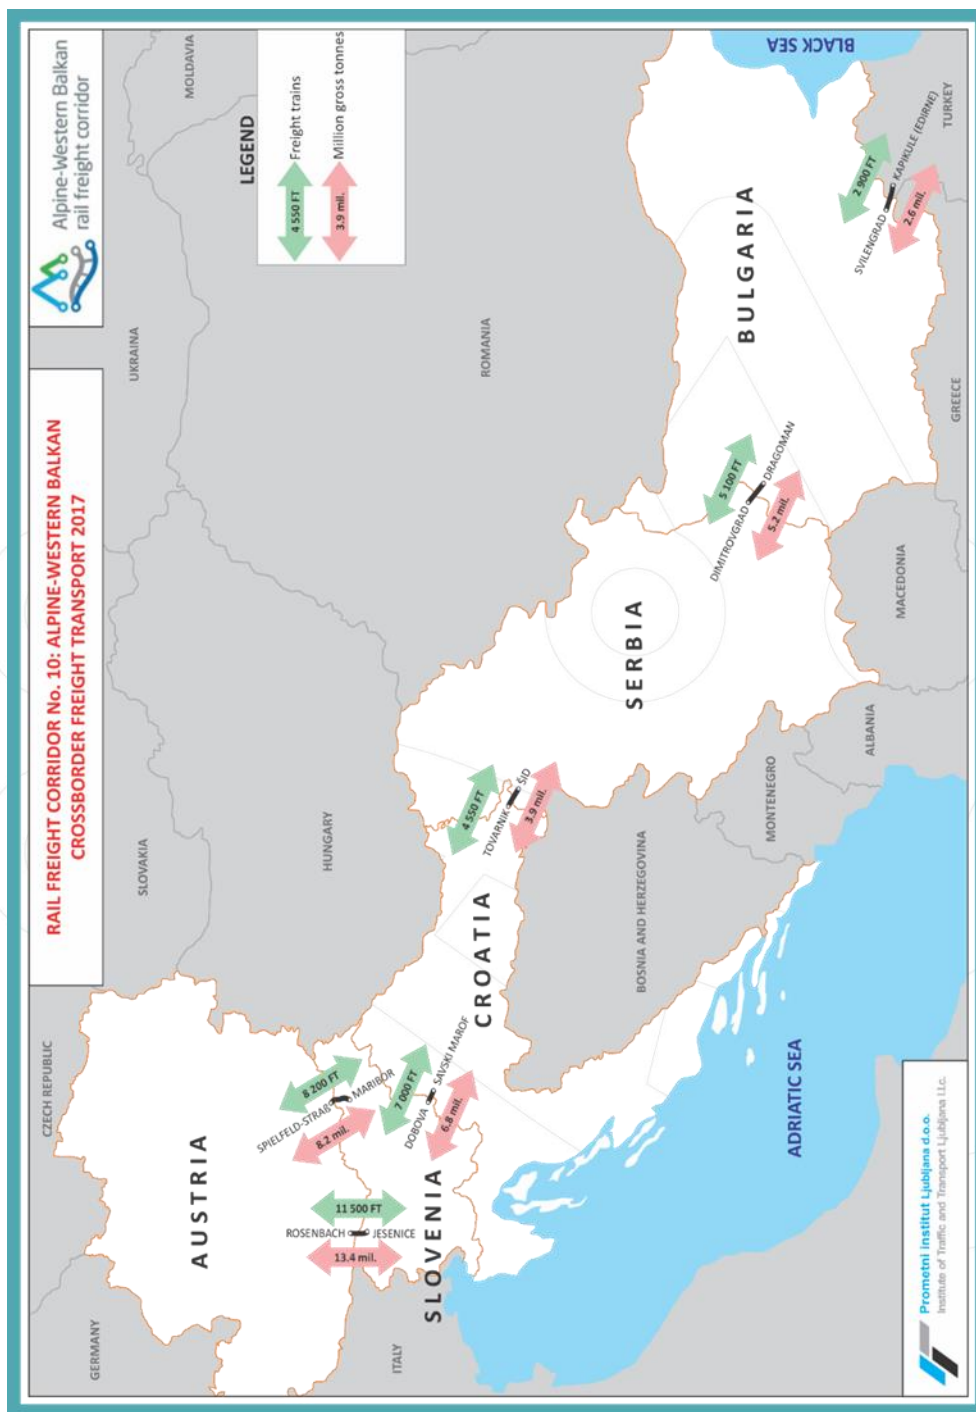 RAIL FREIGHT CORRIDOR No. 10: ALPINE-WESTERN BALKAN
CROSSBORDER FREIGHT TRANSPORT 2017
Alpine-Western Balkan
rail freight corridor
LEGEND
4 550 FT
Freight trains
3.9 mil.
Million gross tonnes
GERMANY
CZECH REPUBLIC
SLOVAKIA
UKRAINA
MOLDAVIA
HUNGARY
ROMANIA
AUSTRIA
8 200 FT
SPIELFELD-STRAß
MARIBOR
8.2 mil.
11 500 FT
ROSENBACH
JESENICE
13.4 mil.
ITALY
SLOVENIA
7 000 FT
DOBOVA
SAVSKI MAROF
6.8 mil.
CROATIA
4 550 FT
TOVARNIK
ŠID
3.9 mil.
SERBIA
5 100 FT
DIMITROVGRAD
DRAGOMAN
5.2 mil.
BULGARIA
BLACK SEA
2 900 FT
SVILENGRAD
KAPIKULE (EDIRNE)
2.6 mil.
TURKEY
GREECE
MACEDONIA
ALBANIA
MONTENEGRO
BOSNIA AND HERZEGOVINA
ADRIATIC SEA
Prometni institut Ljubljana d.o.o.
Institute of Traffic and Transport Ljubljana l.l.c.